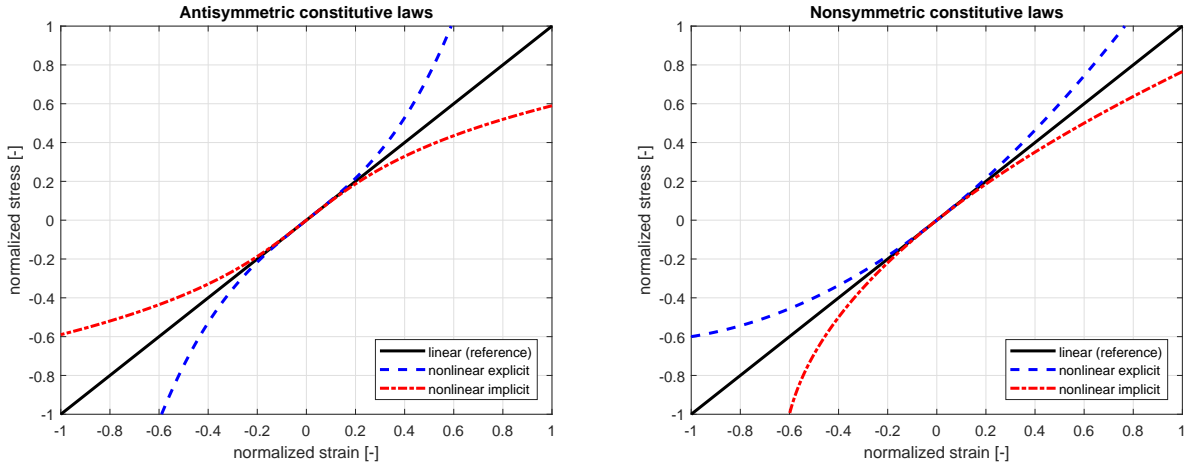 Antisymmetric constitutive laws
1
0.8
0.6
0.4
0.2
0
-0.2
-0.4
-0.6
-0.8
-1
normalized stress [-]
linear (reference)
nonlinear explicit
nonlinear implicit
-1 -0.8 -0.6 -0.4 -0.2 0 0.2 0.4 0.6 0.8 1
normalized strain [-]
Nonsymmetric constitutive laws
1
0.8
0.6
0.4
0.2
0
-0.2
-0.4
-0.6
-0.8
-1
normalized stress [-]
linear (reference)
nonlinear explicit
nonlinear implicit
-1 -0.8 -0.6 -0.4 -0.2 0 0.2 0.4 0.6 0.8 1
normalized strain [-]